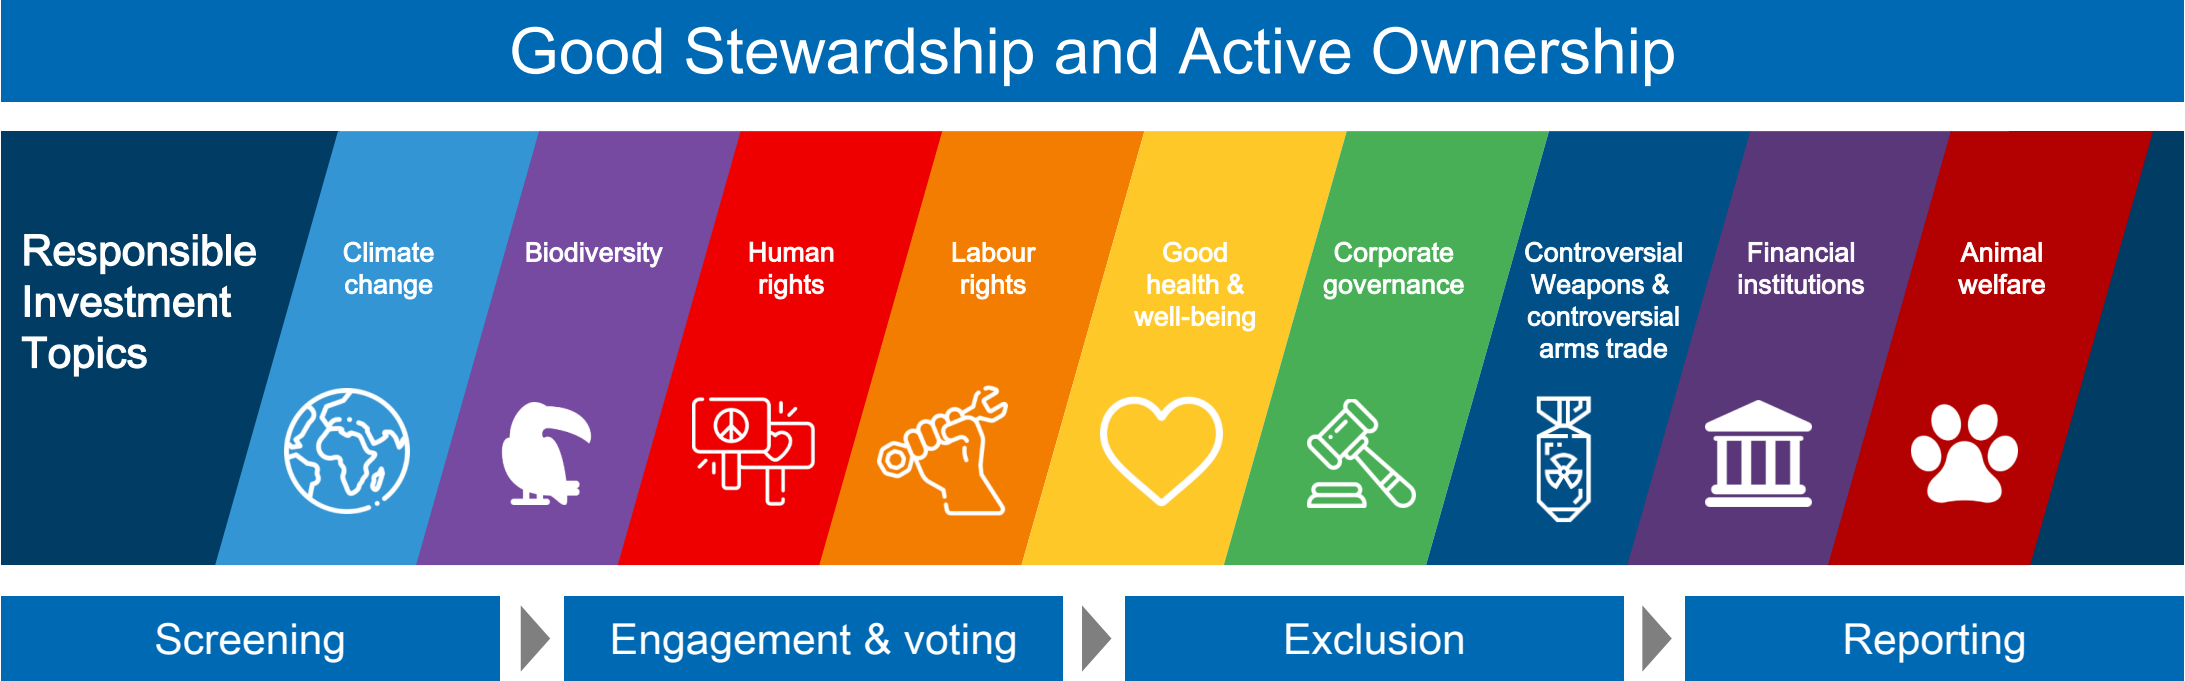 Good Stewardship and Active Ownership
Responsible
Investment
Topics
Climate
change
Biodiversity
Human
rights
Labour
rights
Good
health &
well-being
Corporate
governance
Controversial
Weapons &
controversial
arms trade
Financial
institutions
Animal
welfare
Screening
Engagement & voting
Exclusion
Reporting